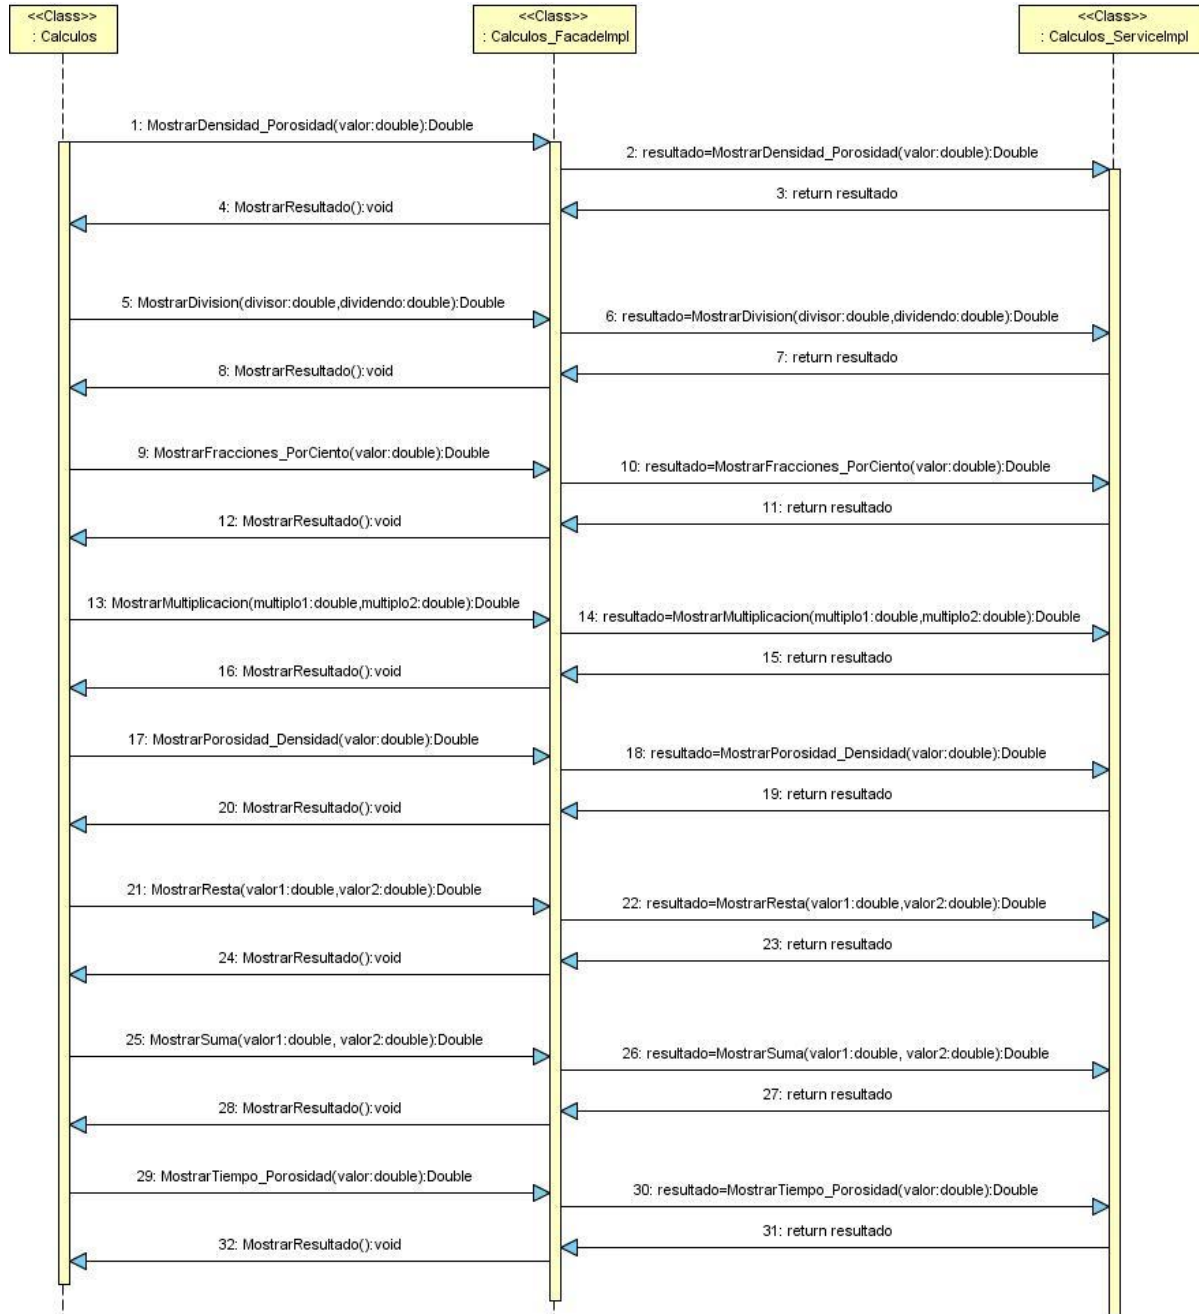 <<Class>>
: Calculos
<<Class>>
: Calculos_FacadeImpl
<<Class>>
: Calculos_ServiceImpl
1: MostrarDensidad_Porosidad(valor:double):Double
2: resultado=MostrarDensidad_Porosidad(valor:double):Double
3: return resultado
4: MostrarResultado():void
5: MostrarDivision(divisor:double,dividendo:double):Double
6: resultado=MostrarDivision(divisor:double,dividendo:double):Double
7: return resultado
8: MostrarResultado():void
9: MostrarFracciones_PorCiento(valor:double):Double
10: resultado=MostrarFracciones_PorCiento(valor:double):Double
11: return resultado
12: MostrarResultado():void
13: MostrarMultiplicacion(multiplo1:double,multiplo2:double):Double
14: resultado=MostrarMultiplicacion(multiplo1:double,multiplo2:double):Double
15: return resultado
16: MostrarResultado():void
17: MostrarPorosidad_Densidad(valor:double):Double
18: resultado=MostrarPorosidad_Densidad(valor:double):Double
19: return resultado
20: MostrarResultado():void
21: MostrarResta(valor1:double,valor2:double):Double
22: resultado=MostrarResta(valor1:double,valor2:double):Double
23: return resultado
24: MostrarResultado():void
25: MostrarSuma(valor1:double, valor2:double):Double
26: resultado=MostrarSuma(valor1:double, valor2:double):Double
27: return resultado
28: MostrarResultado():void
29: MostrarTiempo_Porosidad(valor:double):Double
30: resultado=MostrarTiempo_Porosidad(valor:double):Double
31: return resultado
32: MostrarResultado():void